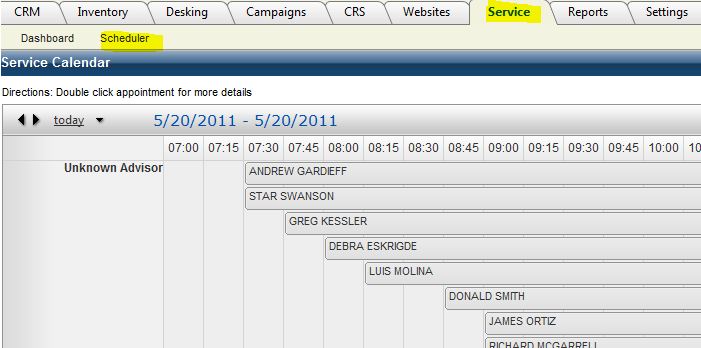 CRM Inventory Desking Campaigns CRS Websites Service Reports Settings
Dashboard Scheduler
Service Calendar
Directions: Double click appointment for more details
today 5/20/2011 - 5/20/2011
07:00 07:15 07:30 07:45 08:00 08:15 08:30 08:45 09:00 09:15 09:30 09:45 10:00 10
Unknown Advisor ANDREW GARDIEFF
STAR SWANSON
GREG KESSLER
DEBRA ESKRIGDE
LUIS MOLINA
DONALD SMITH
JAMES ORTIZ
RICHARD MCGARRELL